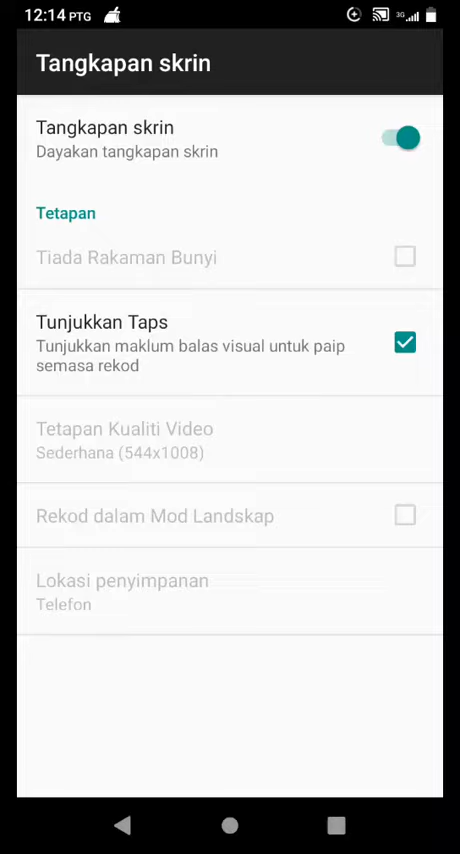 12:14 PTG
3G
Tangkapan skrin
Tangkapan skrin
Dayakan tangkapan skrin
Tetapan
Tiada Rakaman Bunyi
Tunjukkan Taps
Tunjukkan maklum balas visual untuk paip
semasa rekod
Tetapan Kualiti Video
Sederhana (544x1008)
Rekod dalam Mod Landskap
Lokasi penyimpanan
Telefon